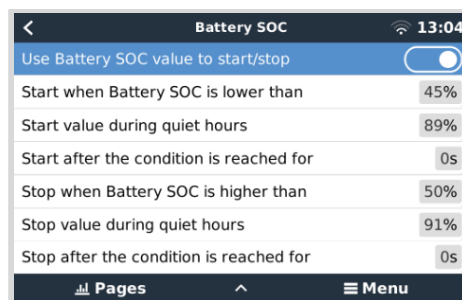 Battery SOC 13:04
Use Battery SOC value to start/stop
Start when Battery SOC is lower than 45%
Start value during quiet hours 89%
Start after the condition is reached for 0s
Stop when Battery SOC is higher than 50%
Stop value during quiet hours 91%
Stop after the condition is reached for 0s
Pages Menu